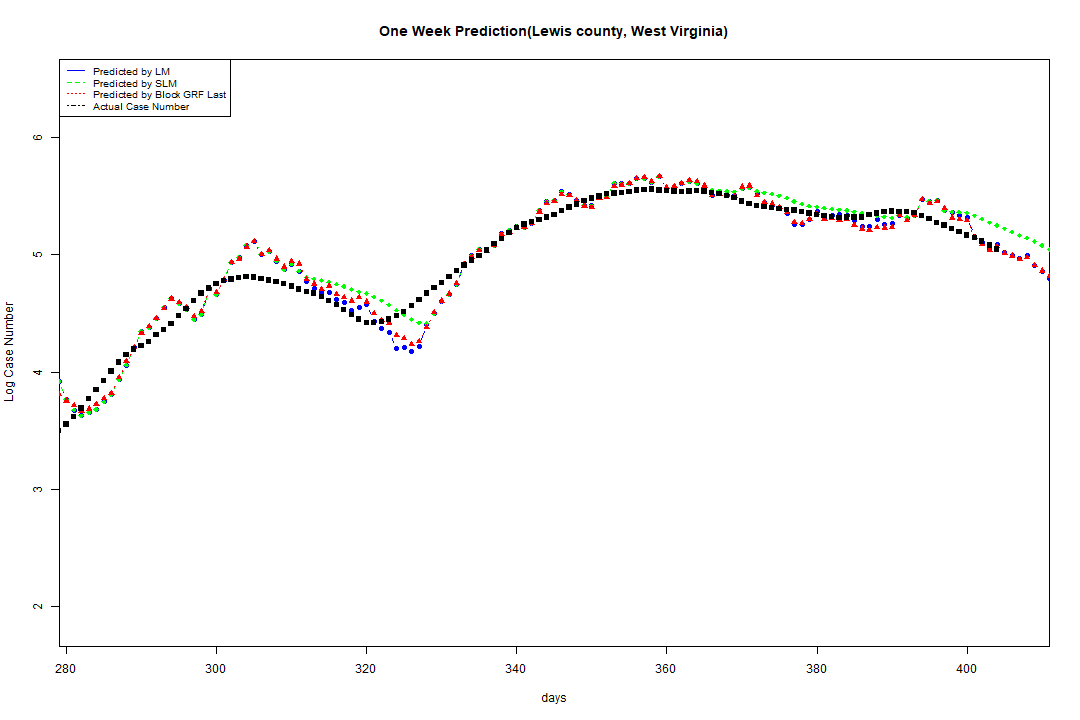 One Week Prediction(Lewis county, West Virginia)
Predicted by LM
Predicted by SLM
Predicted by Block GRF Last
Actual Case Number
6
5
4
3
2
Log Case Number
280 300 320 340 360 380 400
days